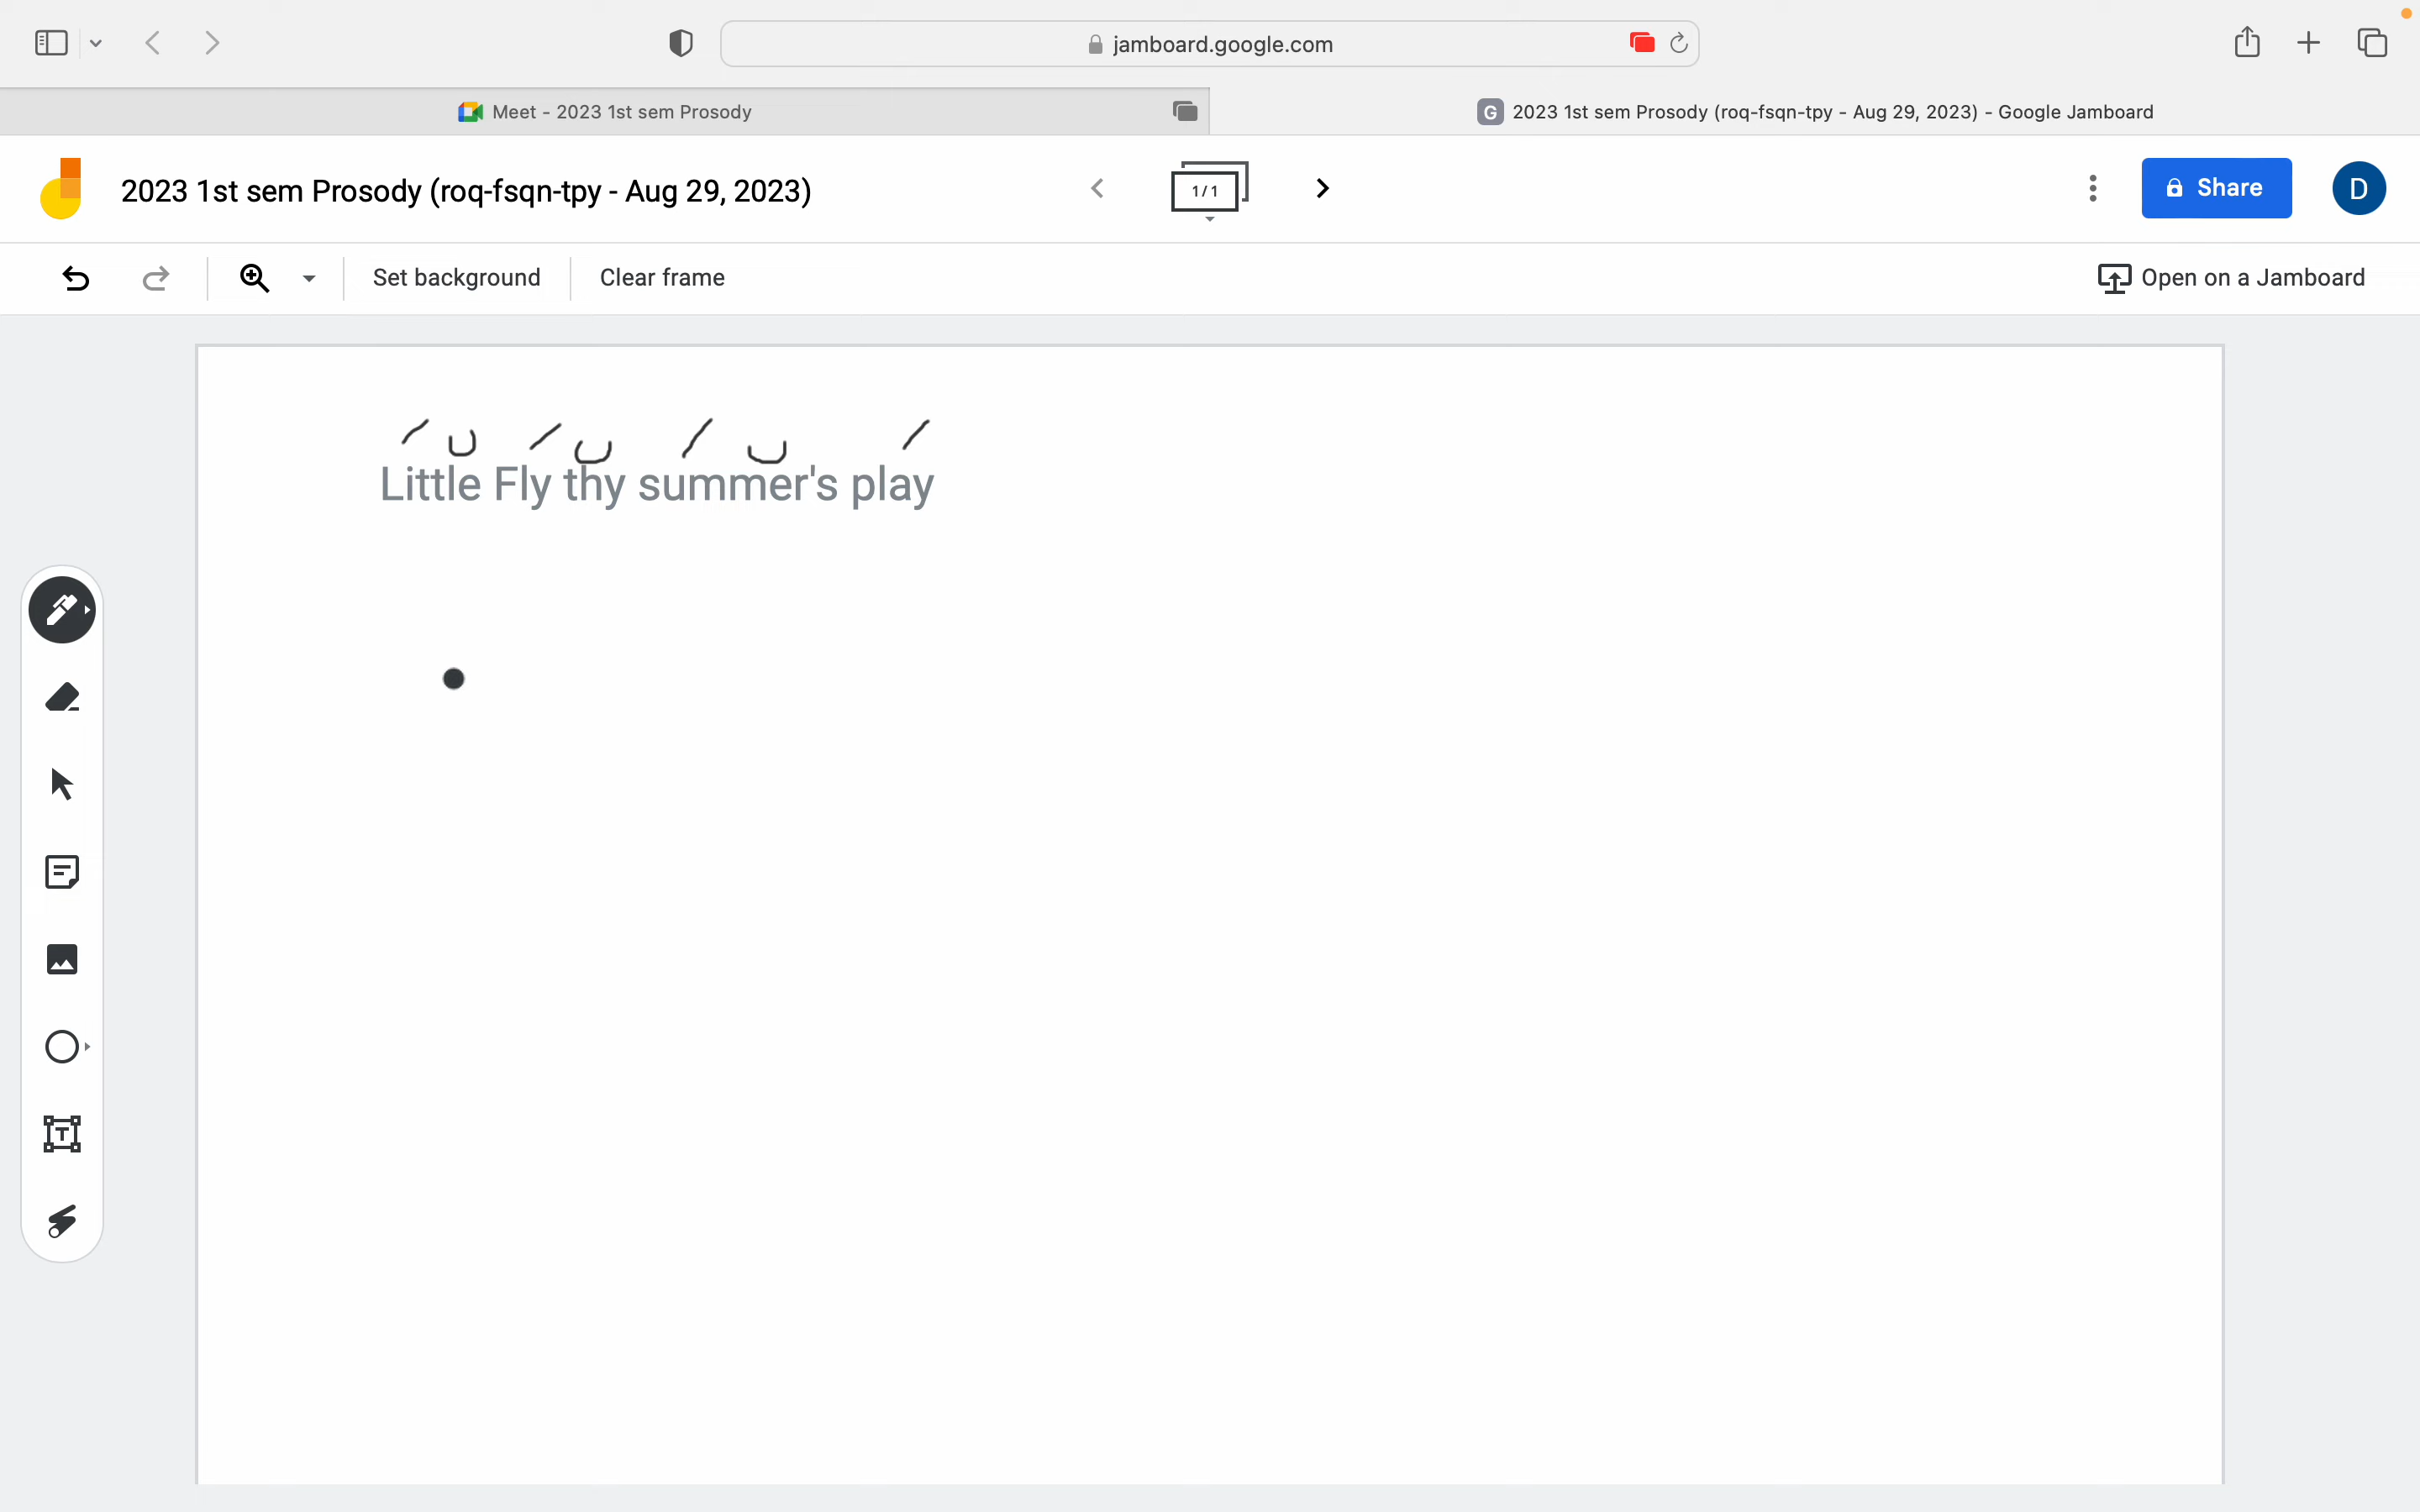 jamboard.google.com
Meet - 2023 1st sem Prosody
G 2023 1st sem Prosody (roq-fsqn-tpy - Aug 29, 2023) - Google Jamboard
2023 1st sem Prosody (roq-fsqn-tpy - Aug 29, 2023)
1/1
Share
D
Set background
Clear frame
Open on a Jamboard
Little Fly thy summer's play
T